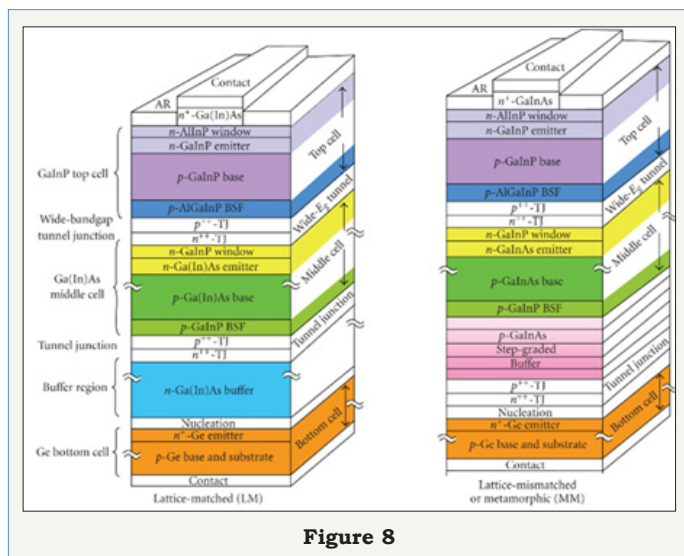 Contact
AR
n⁺-Ga(In)As
n-AlInP window
n-GaInP emitter
p-GaInP base
p-AlGaInP BSF
p⁺⁺-TJ
n⁺⁺-TJ
n-GaInP window
n-Ga(In)As emitter
p-Ga(In)As base
p-GaInP BSF
p⁺⁺-TJ
n⁺⁺-TJ
n-Ga(In)As buffer
Nucleation
n⁺-Ge emitter
p-Ge base and substrate
Contact
GaInP top cell
Wide-bandgap
tunnel junction
Ga(In)As
middle cell
Tunnel junction
Buffer region
Ge bottom cell
Top cell
Wide-Eg tunnel
Middle cell
Tunnel junction
Bottom cell
Lattice-matched (LM)
Contact
AR
n⁺-GaInAs
n-AlInP window
n-GaInP emitter
p-GaInP base
p-AlGaInP BSF
p⁺⁺-TJ
n⁺⁺-TJ
n-GaInP window
n-GaInAs emitter
p-GaInAs base
p-GaInP BSF
p-GaInAs
Step-graded
Buffer
p⁺⁺-TJ
n⁺⁺-TJ
Nucleation
n⁺-Ge emitter
p-Ge base and substrate
Contact
Top cell
Wide-Eg tunnel
Middle cell
Tunnel junction
Bottom cell
Lattice-mismatched
or metamorphic (MM)
Figure 8